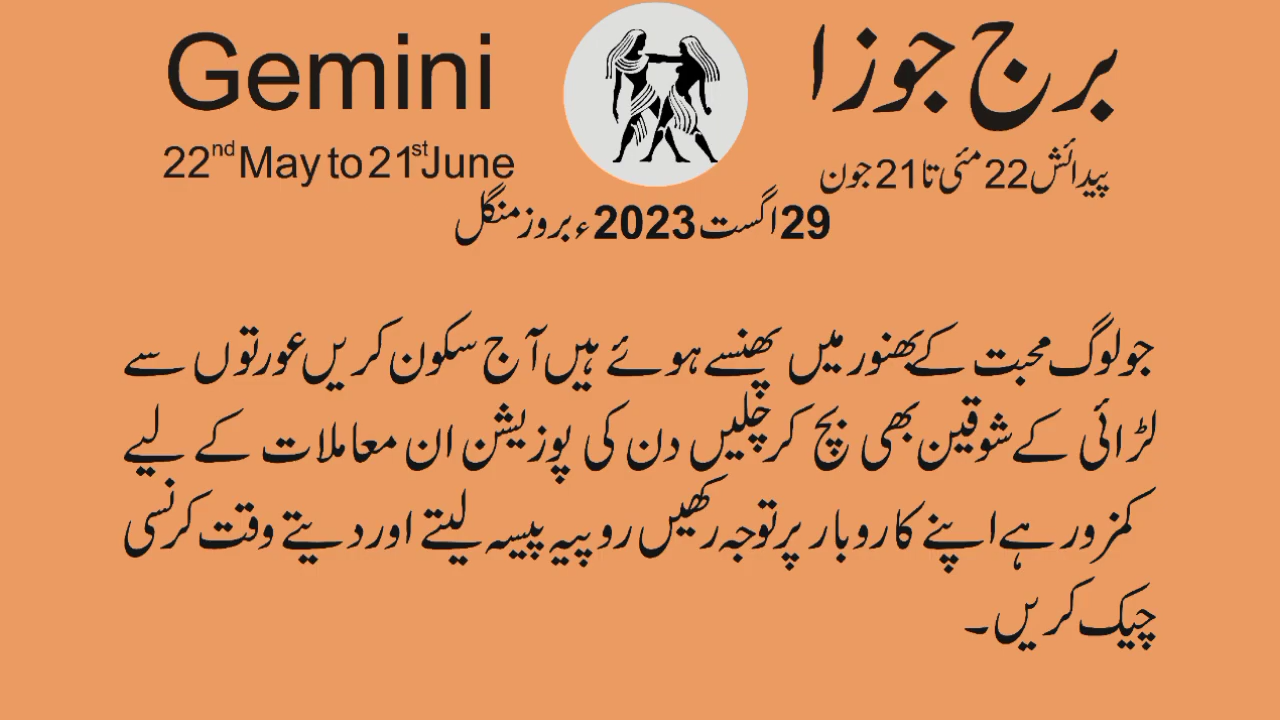 Gemini
برج جوزا
22nd May to 21st June
پیدائش 22 مئی تا 21 جون
29 اگست 2023ء بروز منگل
جو لوگ محبت کے بھنور میں پھنسے ہوئے ہیں آج سکون کریں عورتوں سے
لڑائی کے شوقین بھی بچ کر چلیں دن کی پوزیشن ان معاملات کے لیے
کمزور ہے اپنے کاروبار پر توجہ رکھیں روپیہ پیسہ لیتے اور دیتے وقت کرنسی
چیک کریں۔